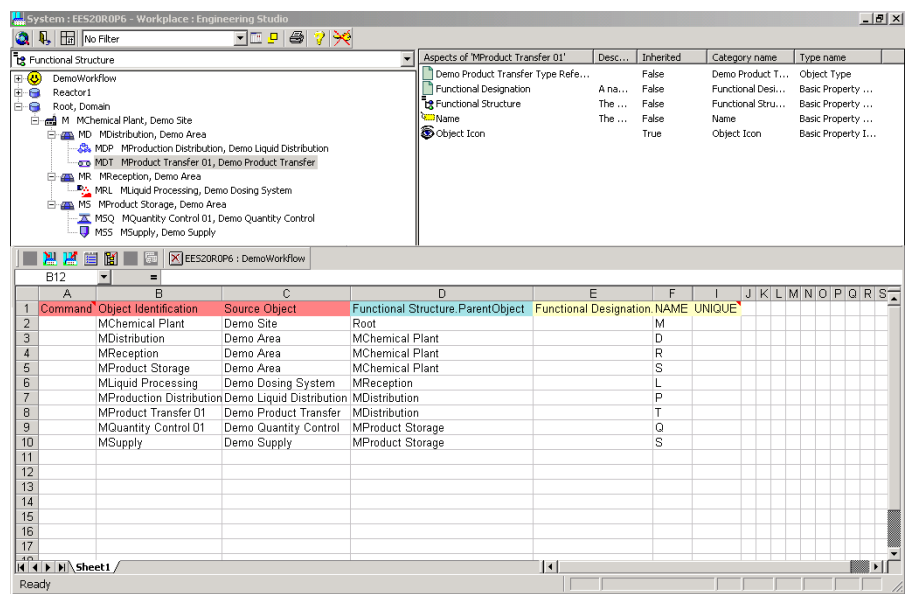 System : EES20R0P6 - Workplace : Engineering Studio
No Filter
Functional Structure
DemoWorkflow
Reactor1
Root, Domain
M MChemical Plant, Demo Site
MD MDistribution, Demo Area
MDP MProduction Distribution, Demo Liquid Distribution
MDT MProduct Transfer 01, Demo Product Transfer
MR MReception, Demo Area
MRL MLiquid Processing, Demo Dosing System
MS MProduct Storage, Demo Area
MSQ MQuantity Control 01, Demo Quantity Control
MSS MSupply, Demo Supply
Aspects of 'MProduct Transfer 01' Desc... Inherited Category name Type name
Demo Product Transfer Type Refe... False Demo Product T... Object Type
Functional Designation A na... False Functional Desi... Basic Property ...
Functional Structure The ... False Functional Stru... Basic Property ...
Name The ... False Name Basic Property ...
Object Icon True Object Icon Basic Property I...
EES20R0P6 : DemoWorkflow
B12 =
A B C D E F I J K L M N O P Q R S
1 Command Object Identification Source Object Functional Structure.ParentObject Functional Designation. NAME UNIQUE
2 MChemical Plant Demo Site Root M
3 MDistribution Demo Area MChemical Plant D
4 MReception Demo Area MChemical Plant R
5 MProduct Storage Demo Area MChemical Plant S
6 MLiquid Processing Demo Dosing System MReception L
7 MProduction Distribution Demo Liquid Distribution MDistribution P
8 MProduct Transfer 01 Demo Product Transfer MDistribution T
9 MQuantity Control 01 Demo Quantity Control MProduct Storage Q
10 MSupply Demo Supply MProduct Storage S
11
12
13
14
15
16
17
Sheet1
Ready